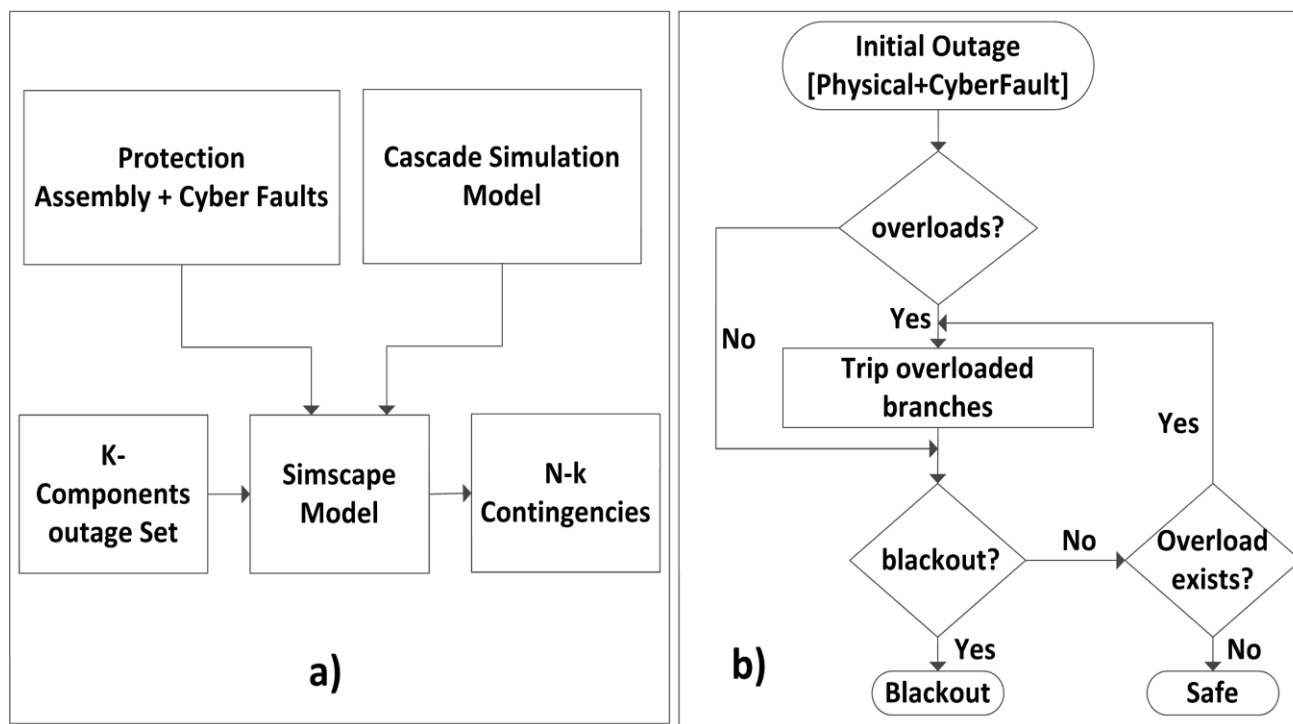 Protection
Assembly + Cyber Faults
Cascade Simulation
Model
K-
Components
outage Set
Simscape
Model
N-k
Contingencies
a)
Initial Outage
[Physical+CyberFault]
overloads?
No
Yes
Trip overloaded
branches
Yes
blackout?
No
Overload
exists?
Yes
No
Blackout
Safe
b)